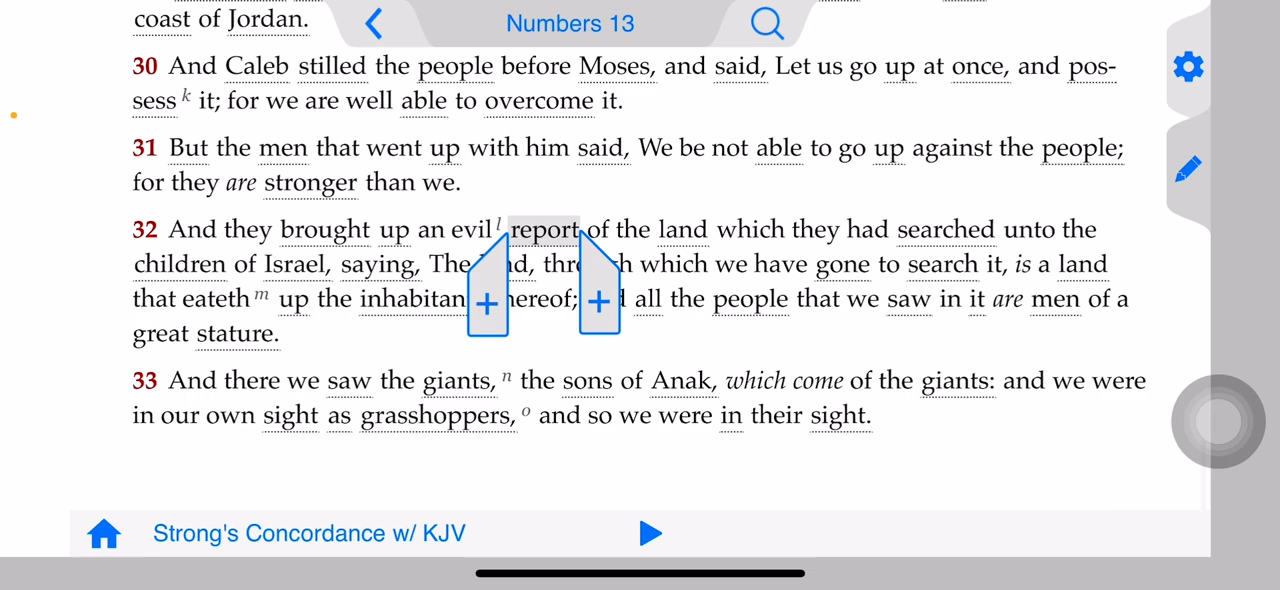 coast of Jordan.
Numbers 13
30 And Caleb stilled the people before Moses, and said, Let us go up at once, and pos-
sess k it; for we are well able to overcome it.
31 But the men that went up with him said, We be not able to go up against the people;
for they are stronger than we.
32 And they brought up an evil l report of the land which they had searched unto the
children of Israel, saying, The which we have gone to search it, is a land
that eateth m up the all the people that we saw in it are men of a
great stature.
33 And there we saw the giants, n the sons of Anak, which come of the giants: and we were
in our own sight as grasshoppers, o and so we were in their sight.
Strong's Concordance w/ KJV